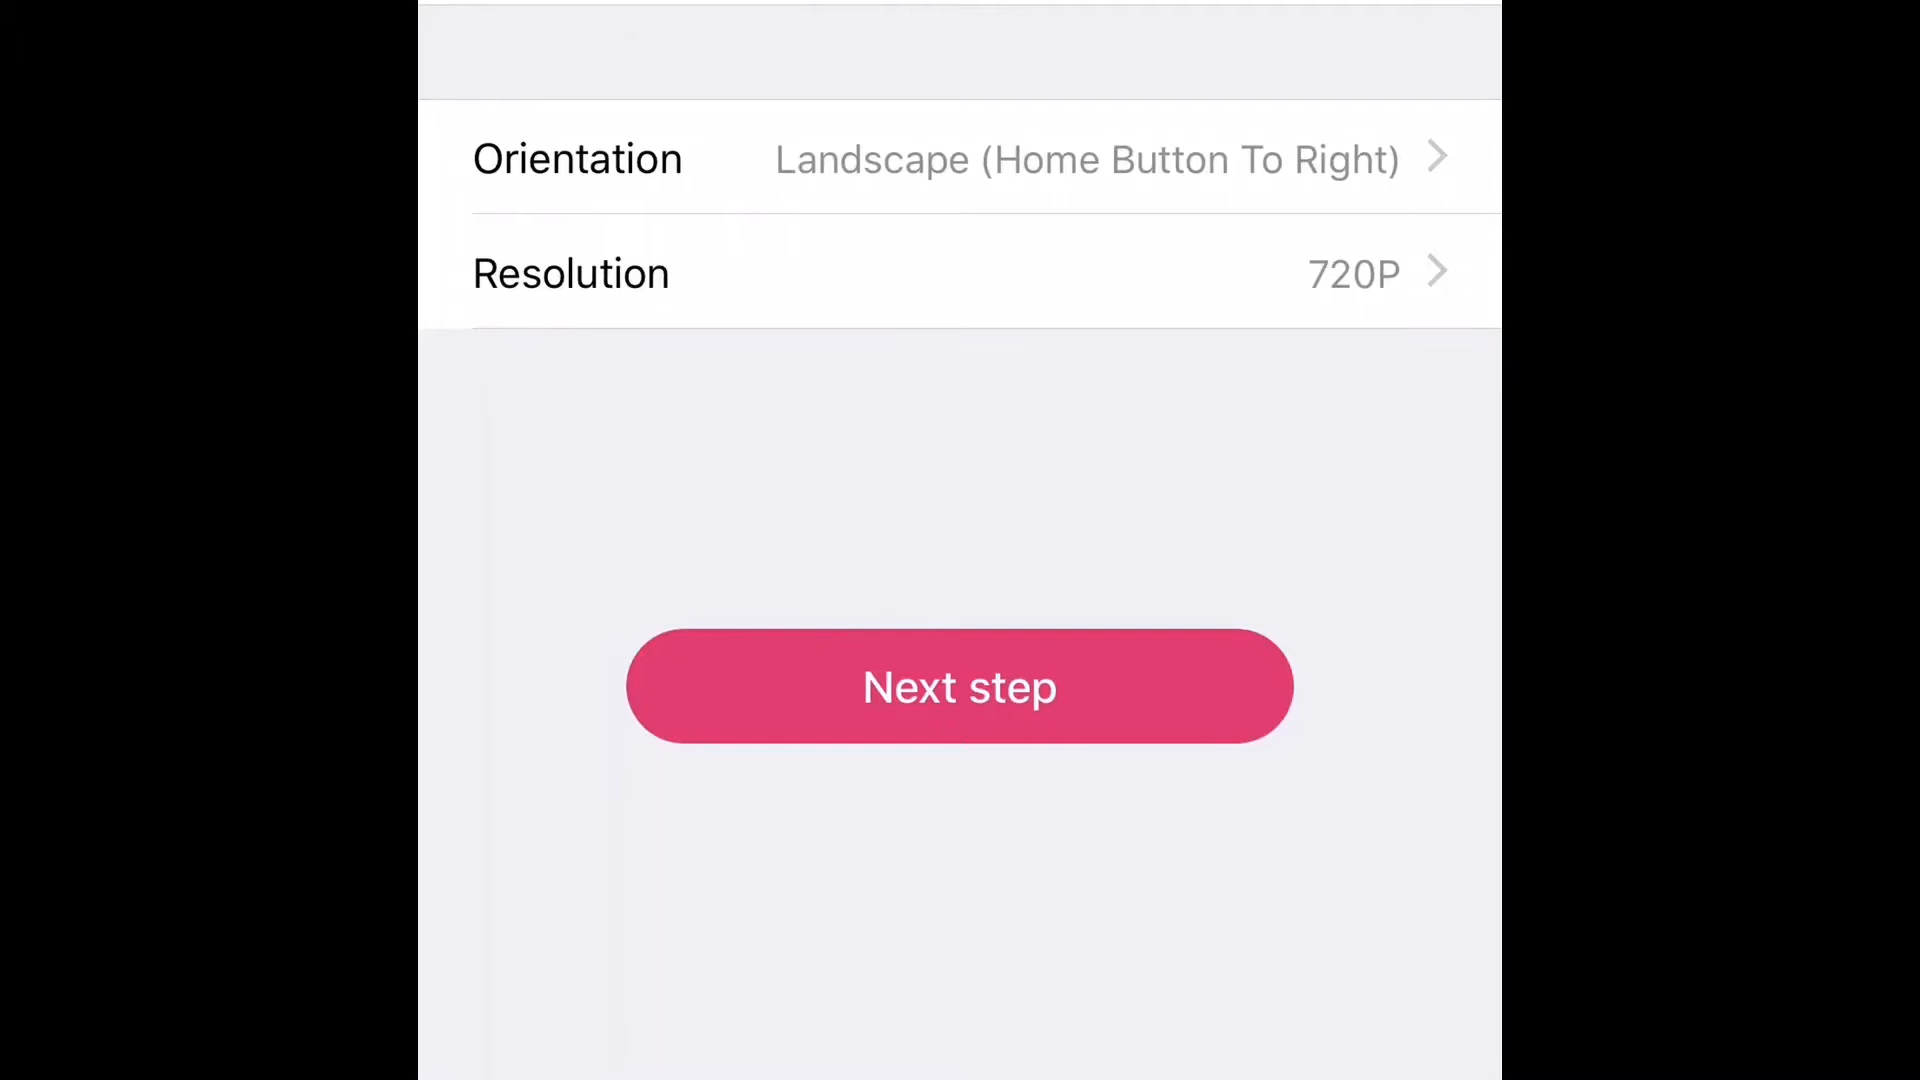 Orientation Landscape (Home Button To Right)
Resolution 720P
Next step